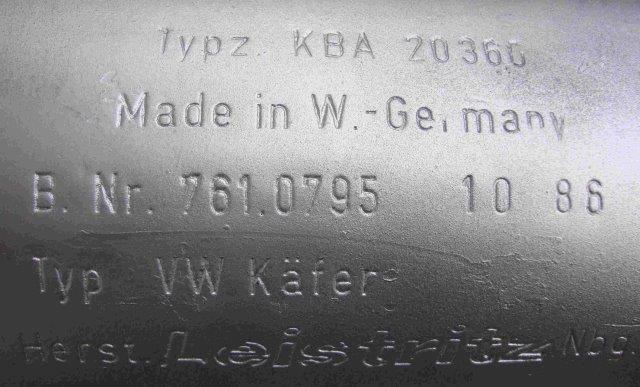 Typz. KBA 20360
Made in W.-Germany
B. Nr. 761.0795 10 86
Typ VW Käfer
Herst. Leistritz Nbg.